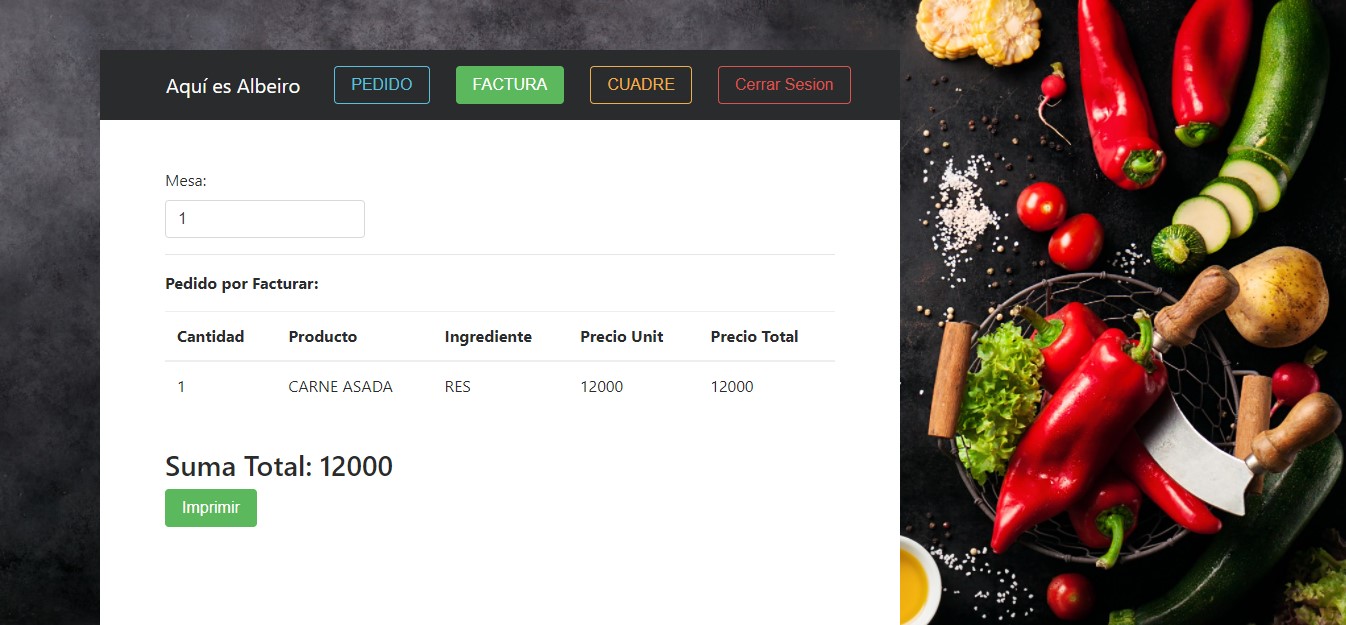 Aquí es Albeiro PEDIDO FACTURA CUADRE Cerrar Sesion
Mesa:
1
Pedido por Facturar:
Cantidad Producto Ingrediente Precio Unit Precio Total
1 CARNE ASADA RES 12000 12000
Suma Total: 12000
Imprimir